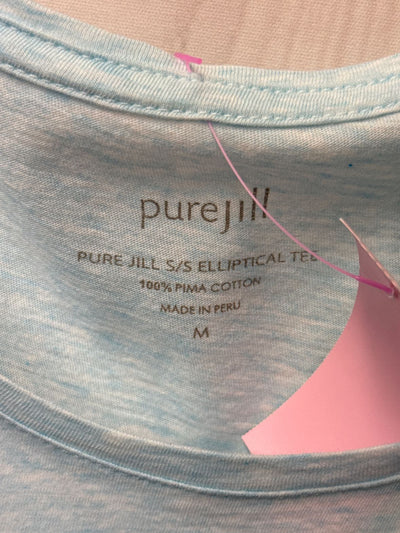 purejill
PURE JILL S/S ELLIPTICAL TEE
100% PIMA COTTON
MADE IN PERU
M